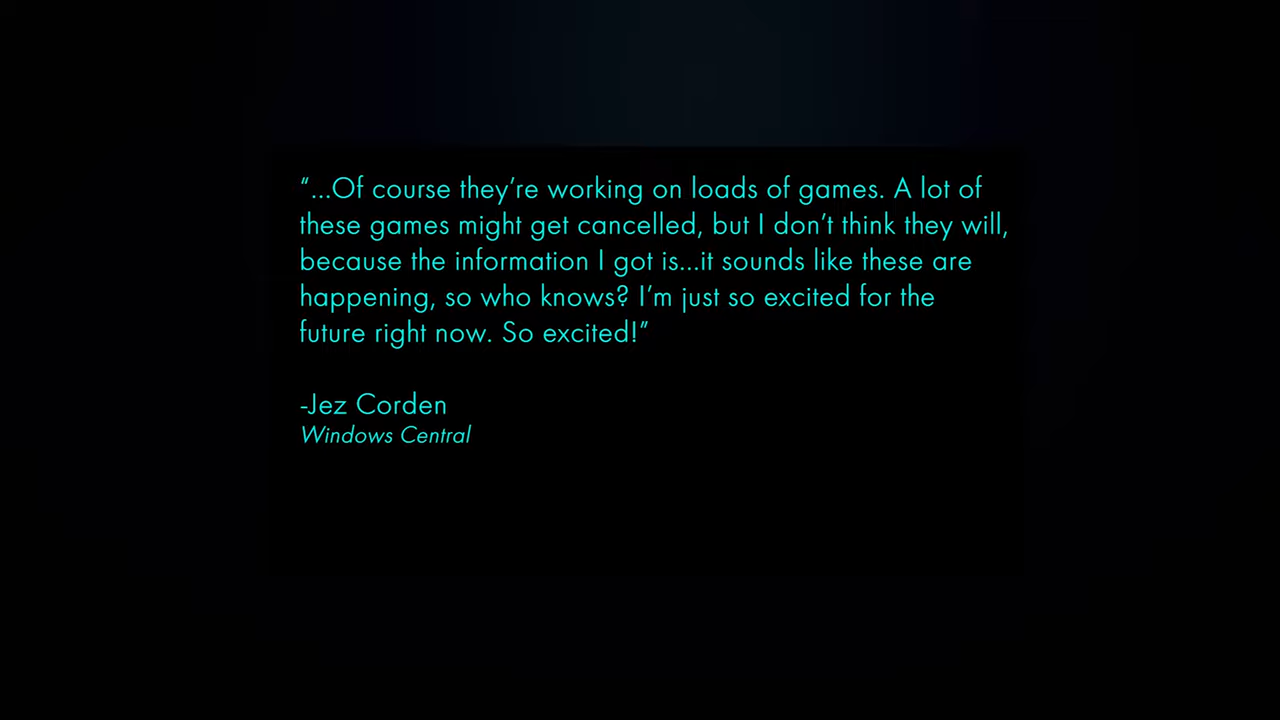 “...Of course they’re working on loads of games. A lot of
these games might get cancelled, but I don’t think they will,
because the information I got is...it sounds like these are
happening, so who knows? I’m just so excited for the
future right now. So excited!”
-Jez Corden
Windows Central